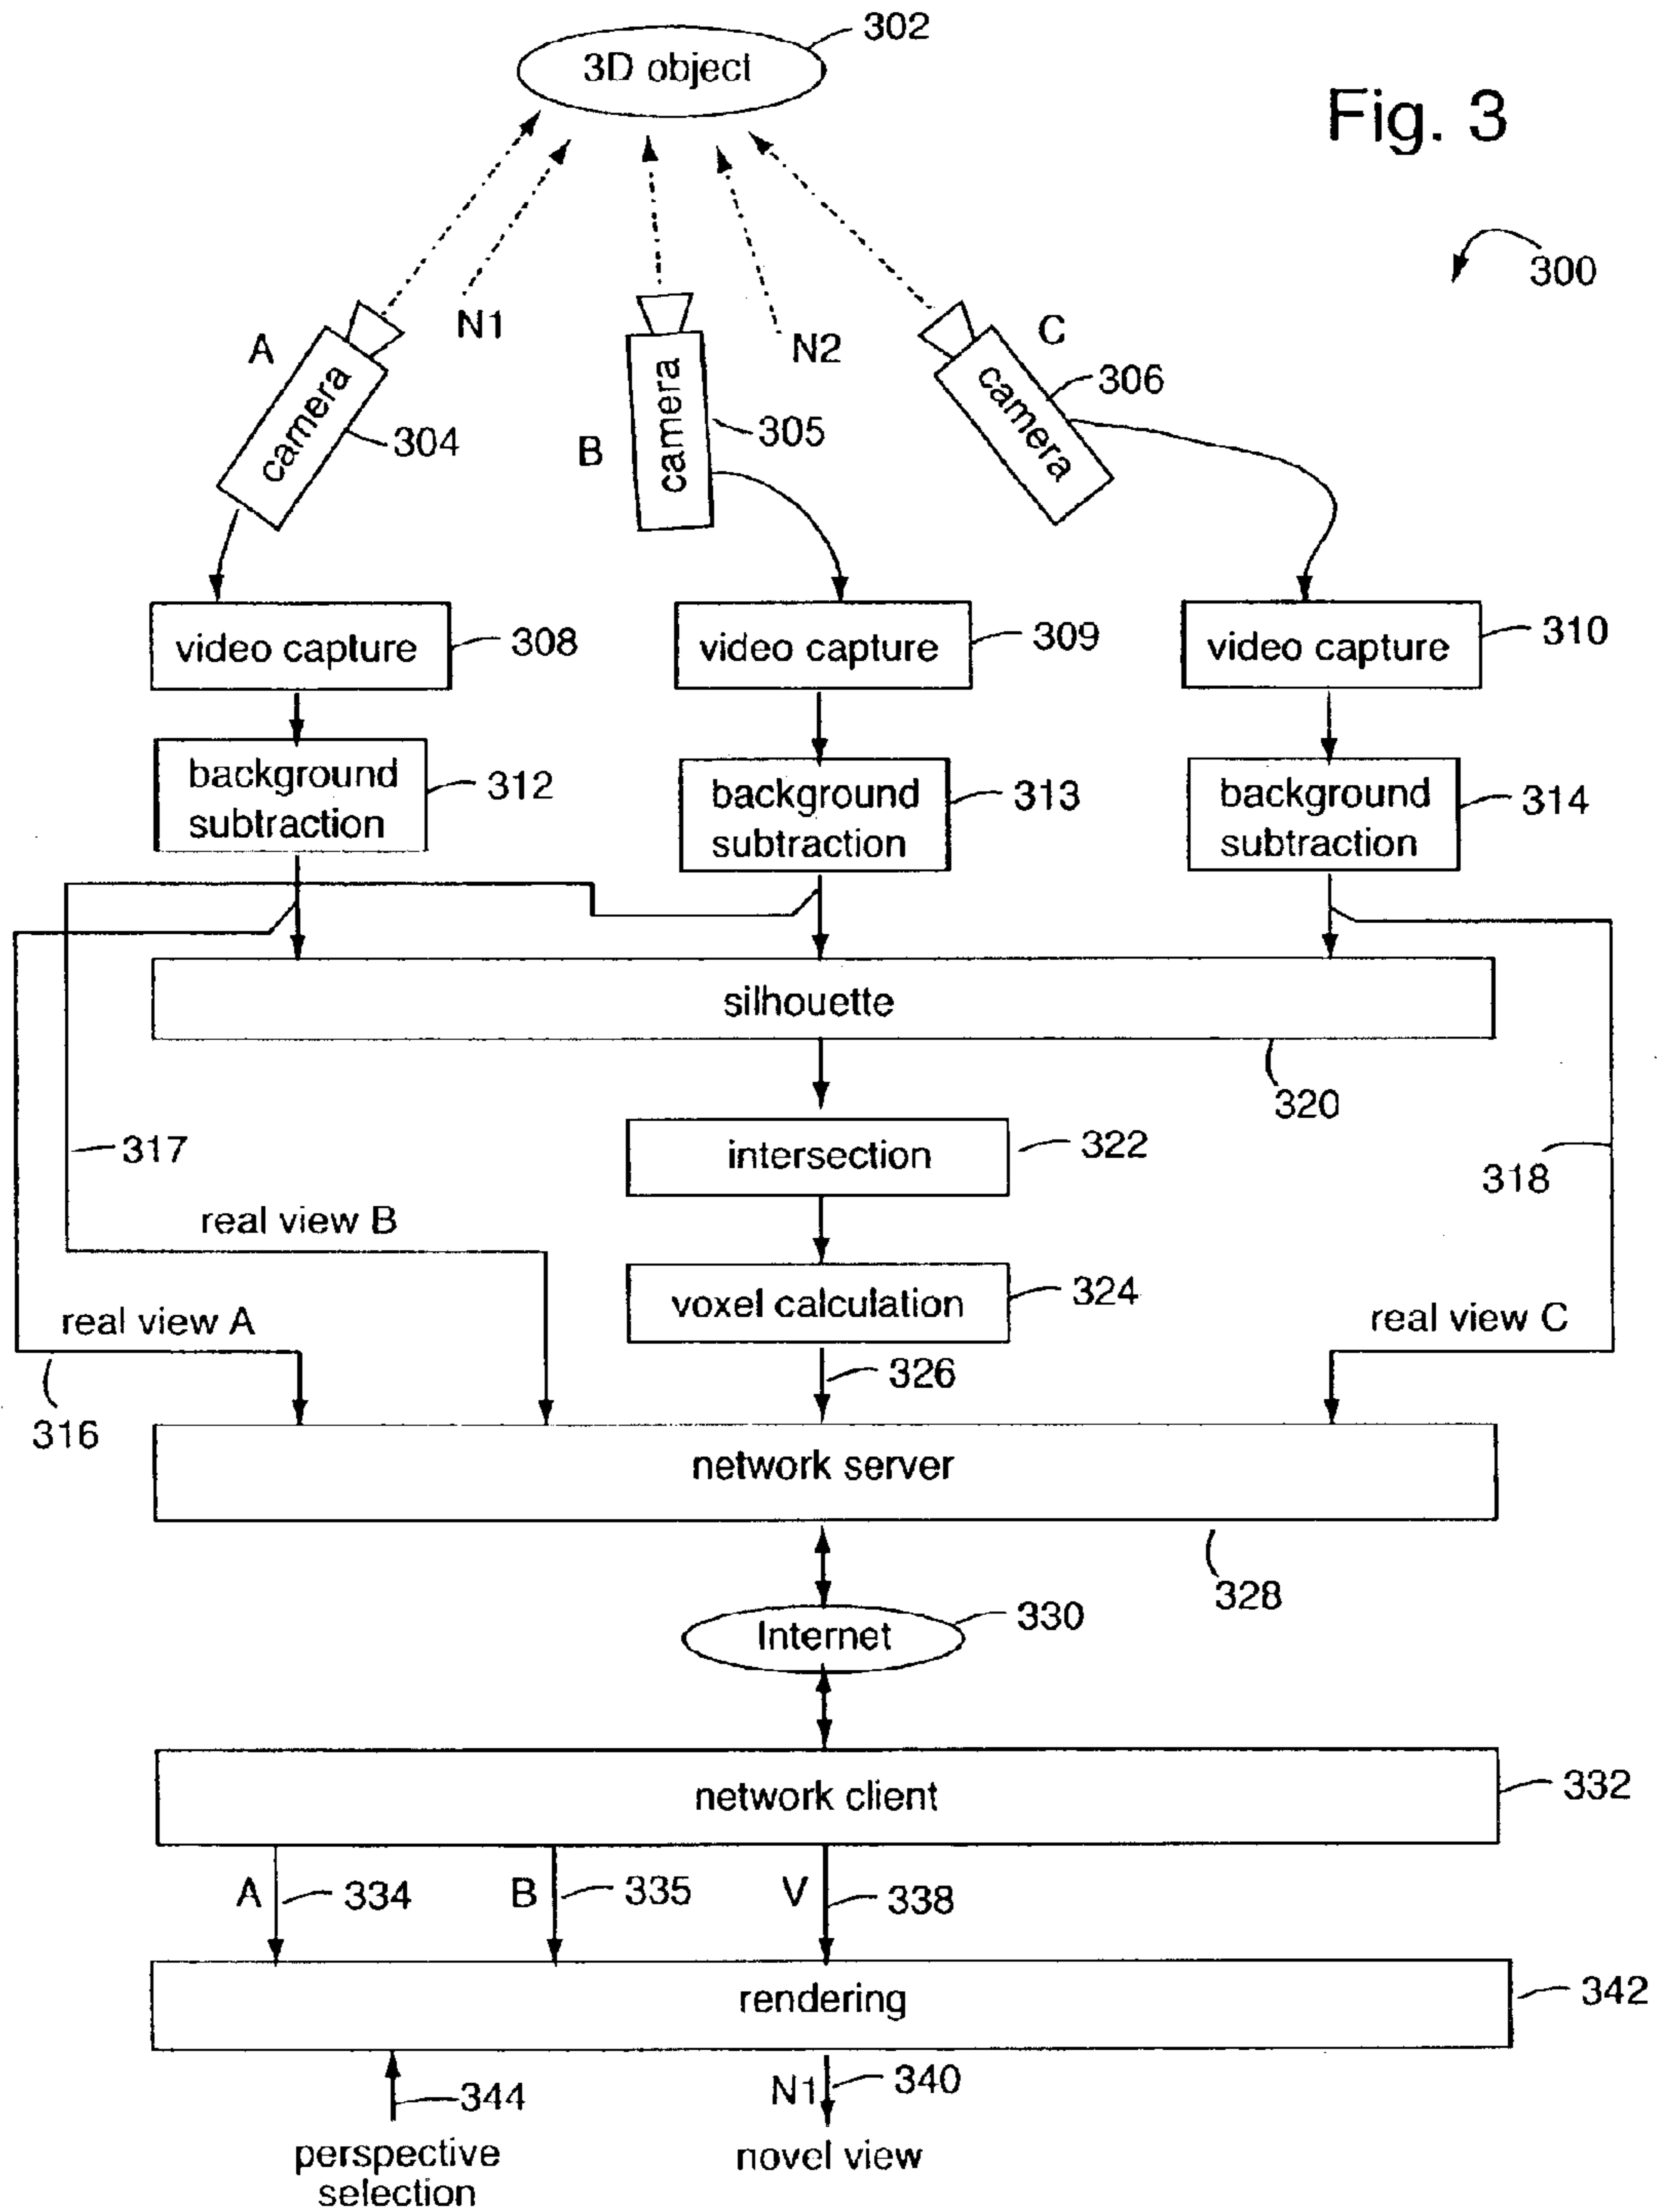 302
3D object
Fig. 3
300
N1
A
N2
C
camera
304
B
camera
305
camera
306
video capture
308
video capture
309
video capture
310
background
subtraction
312
background
subtraction
313
background
subtraction
314
silhouette
320
317
intersection
322
318
real view B
voxel calculation
324
real view A
real view C
326
316
network server
328
Internet
330
network client
332
A
334
B
335
V
338
rendering
342
344
N1
340
perspective
selection
novel view